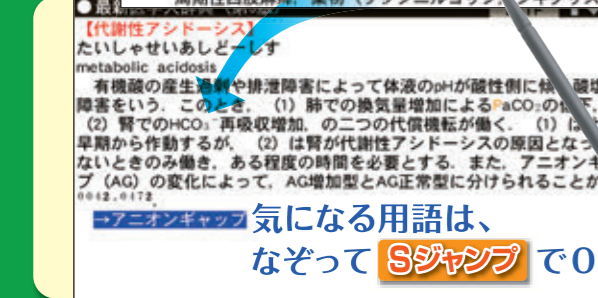 【代謝性アシドーシス】
たいしゃせいあしどーしす
metabolic acidosis
有機酸の産生過剰や排泄障害によって体液のpHが酸性側に傾
障害をいう．このとき，（1）肺での換気量増加によるPaCO₂の低下，
（2）腎でのHCO₃⁻再吸収増加，の二つの代償機転が働く．（1）は
早期から作動するが，（2）は腎が代謝性アシドーシスの原因となっ
ないときのみ働き，ある程度の時間を必要とする．また，アニオンギ
プ（AG）の変化によって，AG増加型とAG正常型に分けられることが
0042.0472.
→アニオンギャップ
気になる用語は、
なぞって Sジャンプ でO